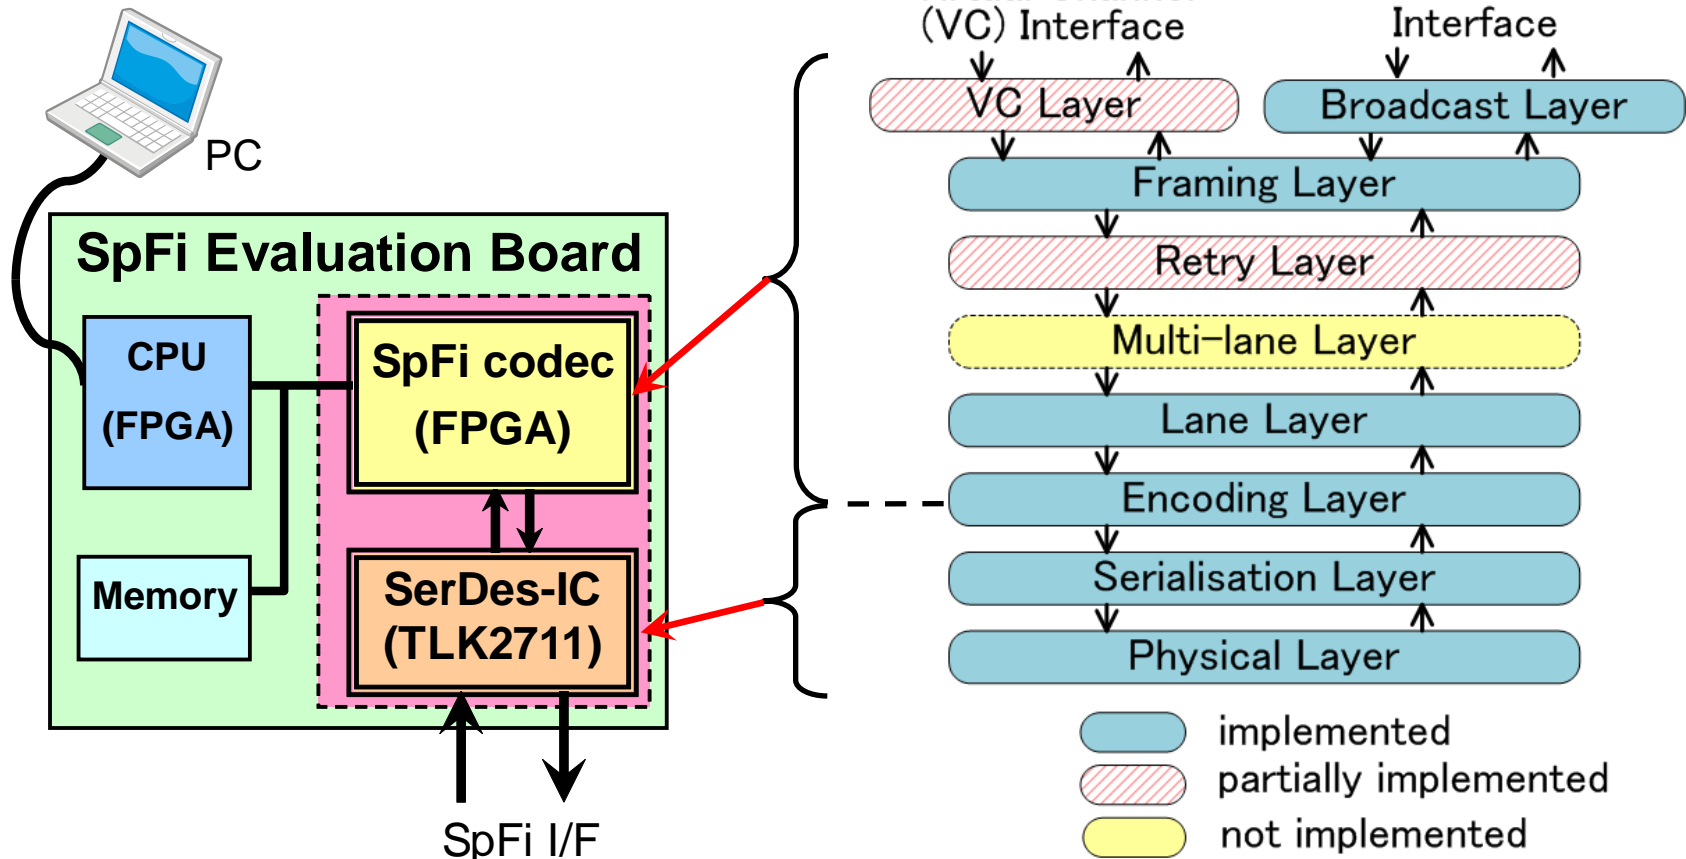 PC
SpFi Evaluation Board
CPU
(FPGA)
SpFi codec
(FPGA)
Memory
SerDes-IC
(TLK2711)
SpFi I/F
(VC) Interface
Interface
VC Layer
Broadcast Layer
Framing Layer
Retry Layer
Multi-lane Layer
Lane Layer
Encoding Layer
Serialisation Layer
Physical Layer
implemented
partially implemented
not implemented